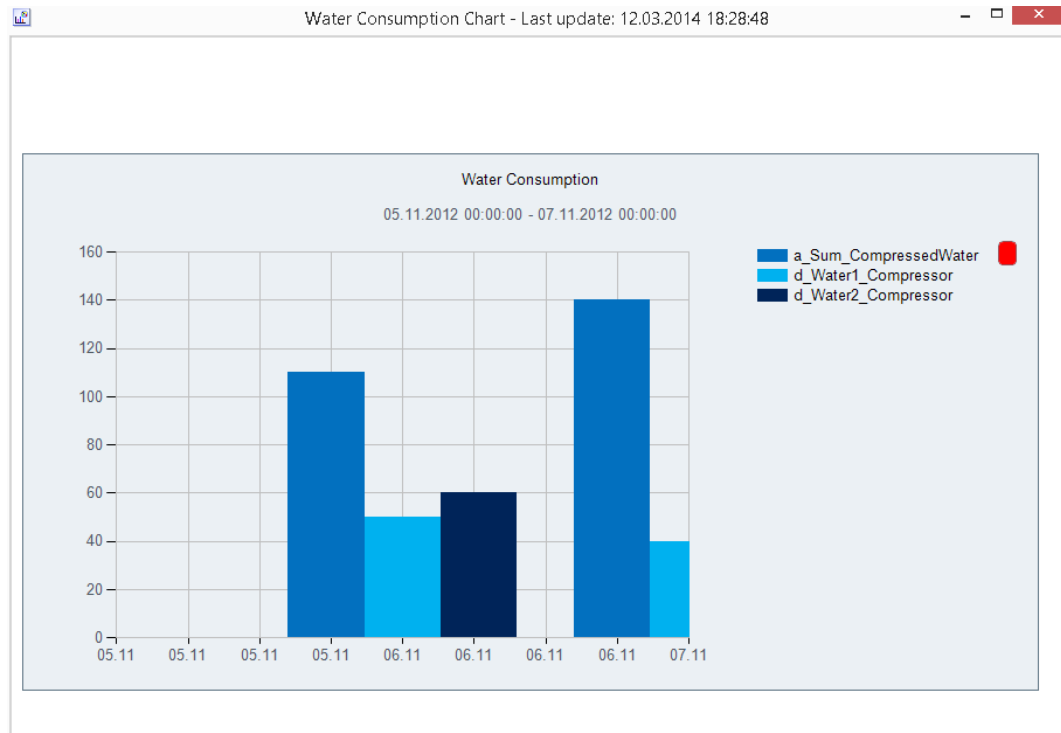 Water Consumption Chart - Last update: 12.03.2014 18:28:48
Water Consumption
05.11.2012 00:00:00 - 07.11.2012 00:00:00
160
140
120
100
80
60
40
20
0
05.11 05.11 05.11 05.11 06.11 06.11 06.11 06.11 07.11
a_Sum_CompressedWater
d_Water1_Compressor
d_Water2_Compressor